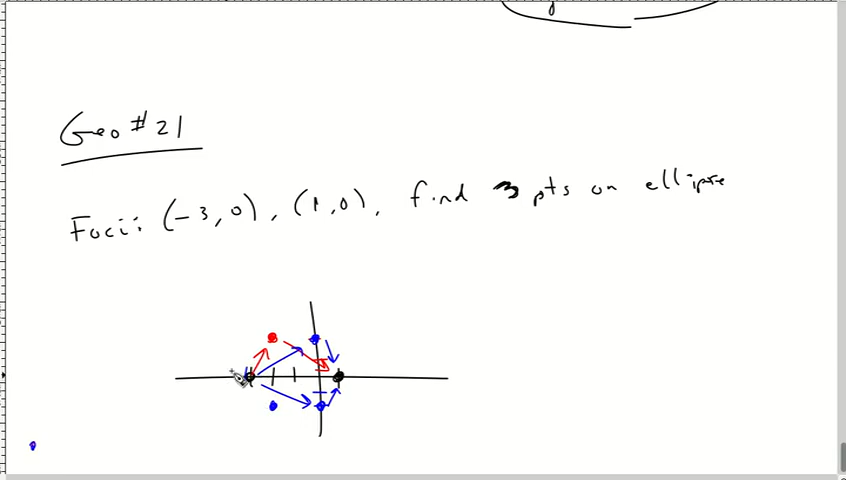 Geo #21
Foci: (-3,0), (1,0), find 3 pts on ellipse